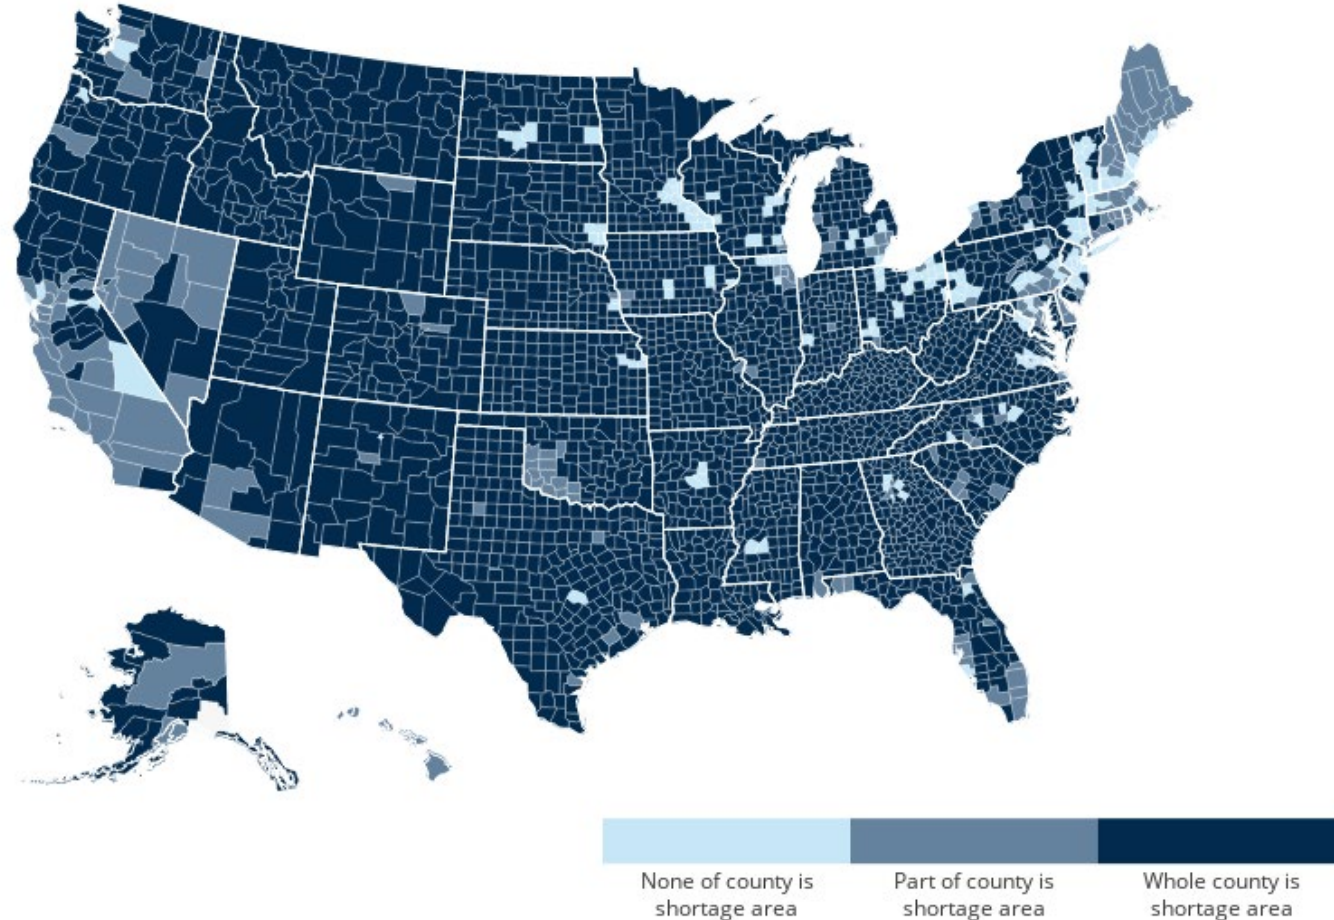 None of county is
shortage area
Part of county is
shortage area
Whole county is
shortage area